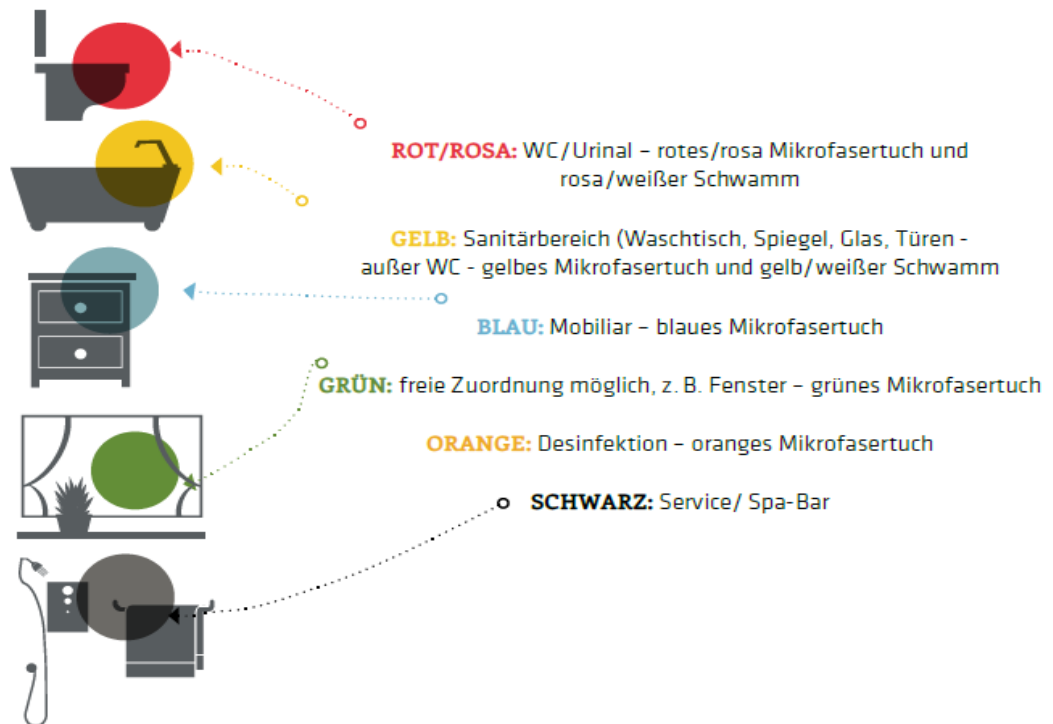 ROT/ROSA: WC/Urinal – rotes/rosa Mikrofasertuch und
rosa/weißer Schwamm
GELB: Sanitärbereich (Waschtisch, Spiegel, Glas, Türen -
außer WC - gelbes Mikrofasertuch und gelb/weißer Schwamm
BLAU: Mobiliar – blaues Mikrofasertuch
GRÜN: freie Zuordnung möglich, z. B. Fenster – grünes Mikrofasertuch
ORANGE: Desinfektion – oranges Mikrofasertuch
SCHWARZ: Service/ Spa-Bar